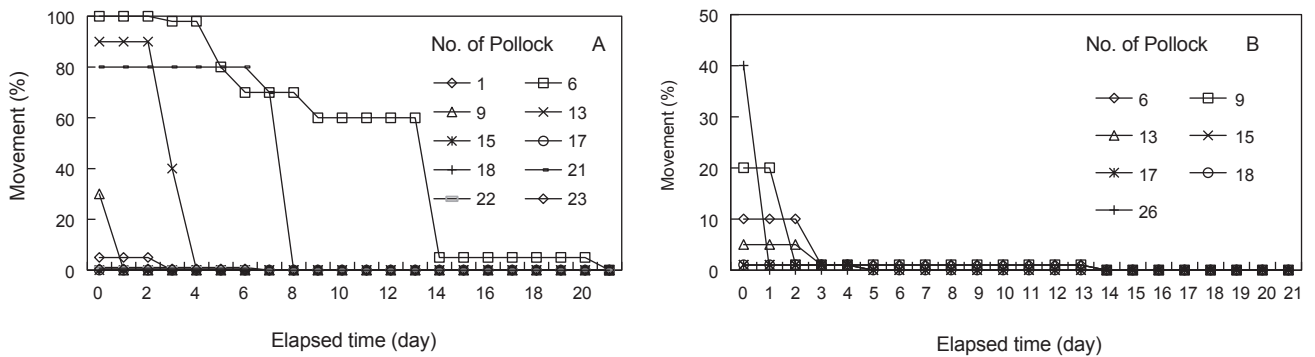 No. of Pollock A
1 6
9 13
15 17
18 21
22 23
Movement (%)
100
80
60
40
20
0
0 2 4 6 8 10 12 14 16 18 20
Elapsed time (day)
No. of Pollock B
6 9
13 15
17 18
26
Movement (%)
50
40
30
20
10
0
0 1 2 3 4 5 6 7 8 9 10 11 12 13 14 15 16 17 18 19 20 21
Elapsed time (day)